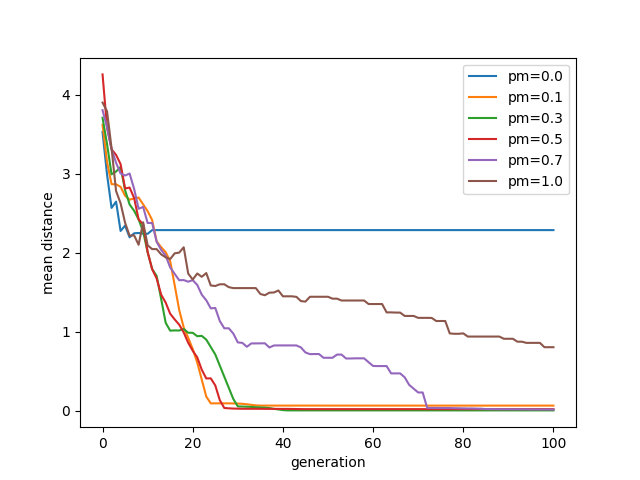 pm=0.0
pm=0.1
pm=0.3
pm=0.5
pm=0.7
pm=1.0
mean distance
4
3
2
1
0
0 20 40 60 80 100
generation